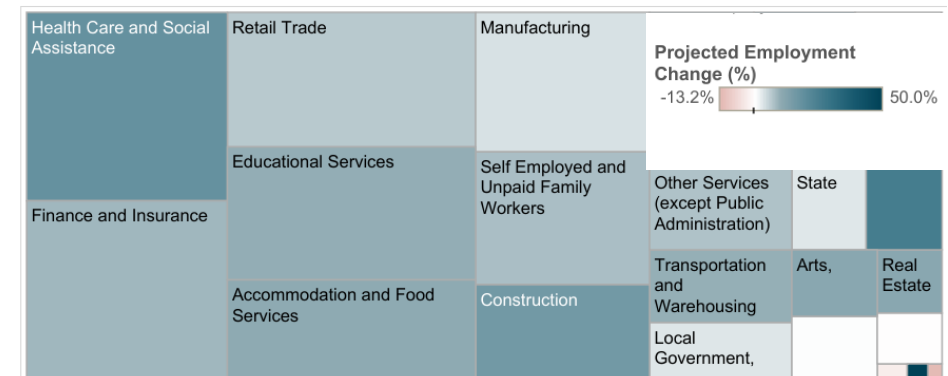 Health Care and Social
Assistance
Retail Trade
Manufacturing
Projected Employment
Change (%)
-13.2%
50.0%
Educational Services
Self Employed and
Unpaid Family
Workers
Other Services
(except Public
Administration)
State
Finance and Insurance
Transportation
and
Warehousing
Arts,
Real
Estate
Accommodation and Food
Services
Construction
Local
Government,